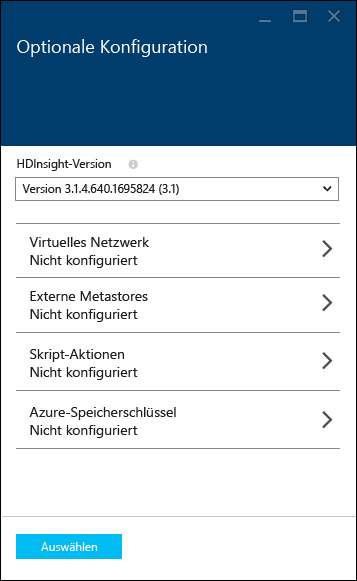 Optionale Konfiguration
HDInsight-Version
Version 3.1.4.640.1695824 (3.1)
Virtuelles Netzwerk
Nicht konfiguriert
Externe Metastores
Nicht konfiguriert
Skript-Aktionen
Nicht konfiguriert
Azure-Speicherschlüssel
Nicht konfiguriert
Auswählen